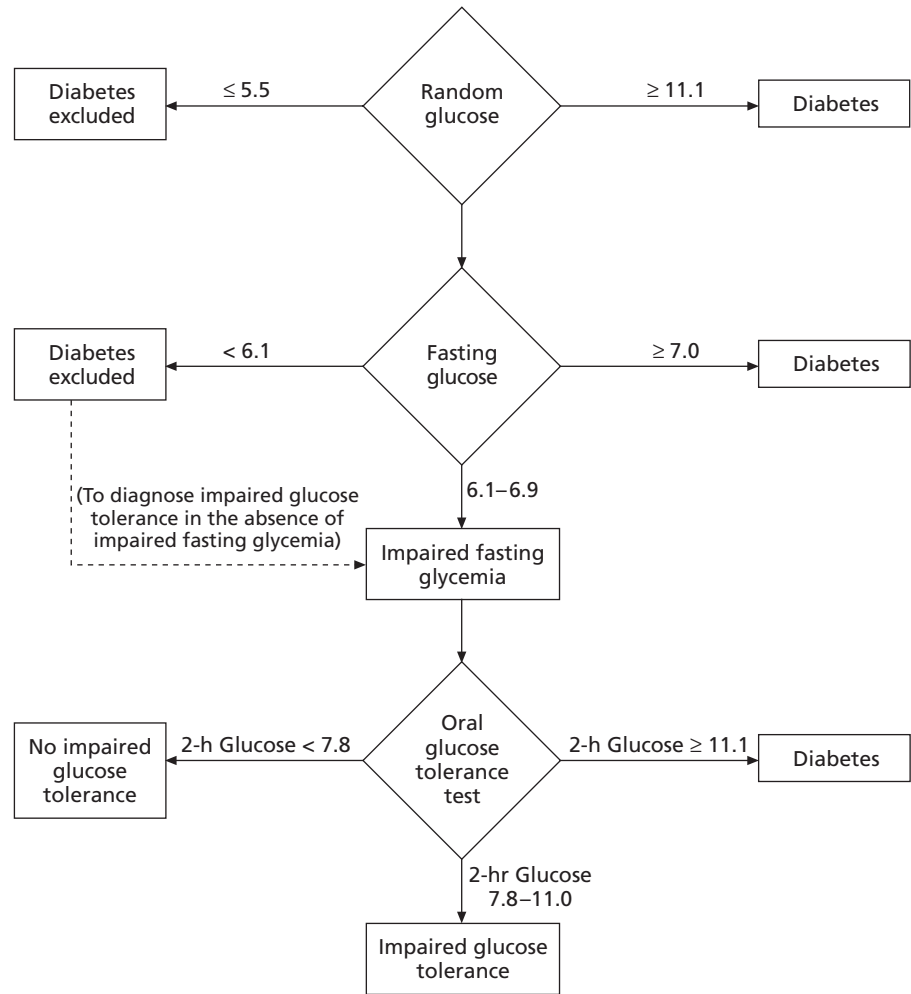 Diabetes
excluded
≤ 5.5
Random
glucose
≥ 11.1
Diabetes
Diabetes
excluded
< 6.1
Fasting
glucose
≥ 7.0
Diabetes
6.1–6.9
(To diagnose impaired glucose
tolerance in the absence of
impaired fasting glycemia)
Impaired fasting
glycemia
No impaired
glucose
tolerance
2-h Glucose < 7.8
Oral
glucose
tolerance
test
2-h Glucose ≥ 11.1
Diabetes
2-hr Glucose
7.8–11.0
Impaired glucose
tolerance